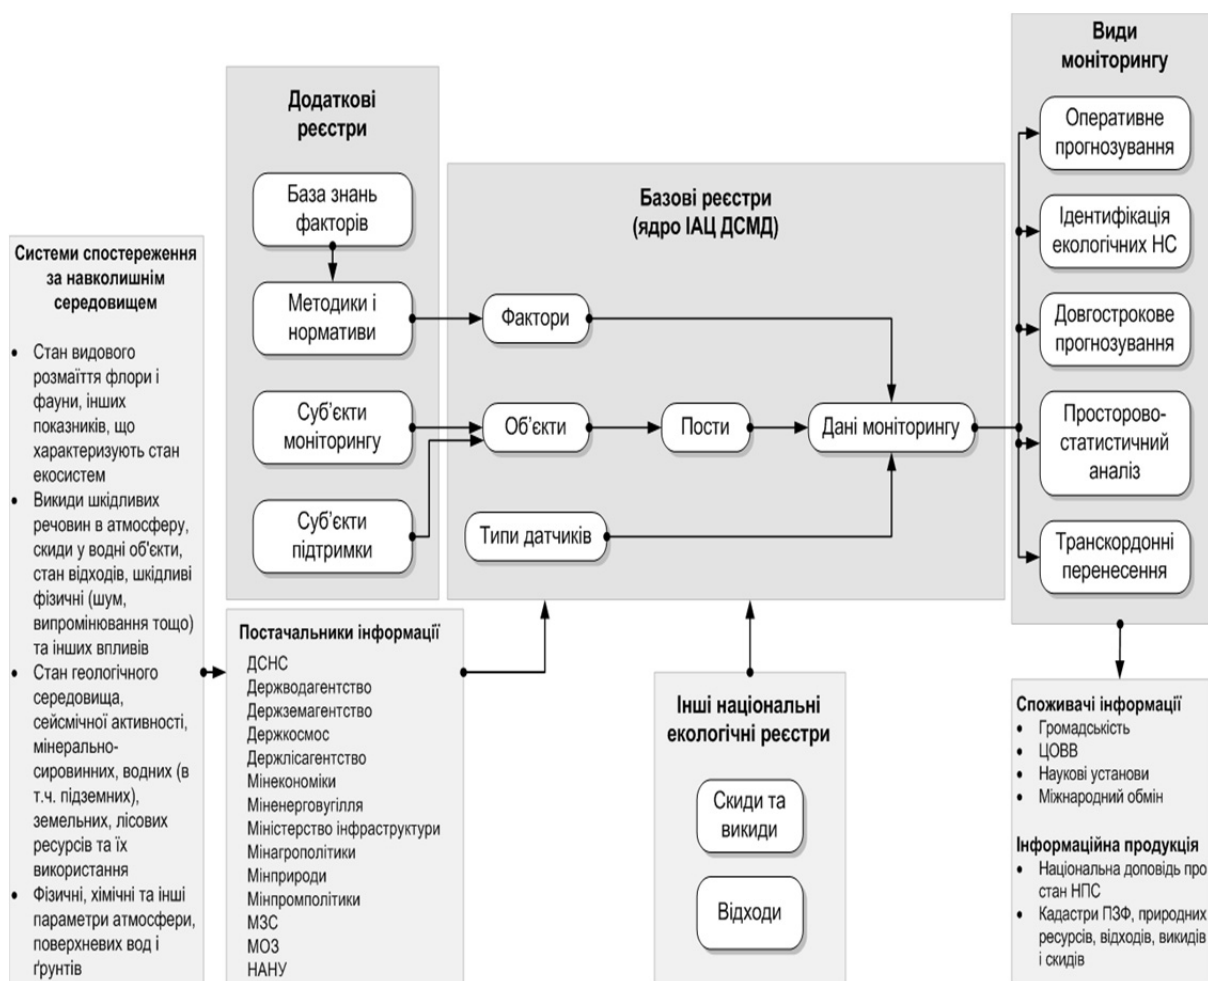 Системи спостереження
за навколишнім
середовищем
• Стан видового
розмаїття флори і
фауни, інших
показників, що
характеризують стан
екосистем
• Викиди шкідливих
речовин в атмосферу,
скиди у водні об'єкти,
стан відходів, шкідливі
фізичні (шум,
випромінювання тощо)
та інших впливів
• Стан геологічного
середовища,
сейсмічної активності,
мінерально-
сировинних, водних (в
т.ч. підземних),
земельних, лісових
ресурсів та їх
використання
• Фізичні, хімічні та інші
параметри атмосфери,
поверхневих вод і
ґрунтів
Додаткові
реєстри
База знань
факторів
Методики і
нормативи
Суб’єкти
моніторингу
Суб’єкти
підтримки
Постачальники інформації
ДСНС
Держводагентство
Держземагентство
Держкосмос
Держлісагентство
Мінекономіки
Міненерговугілля
Міністерство інфраструктури
Мінагрополітики
Мінприроди
Мінпромполітики
МЗС
МОЗ
НАНУ
Базові реєстри
(ядро ІАЦ ДСМД)
Фактори
Об’єкти
Пости
Дані моніторингу
Типи датчиків
Інші національні
екологічні реєстри
Скиди та
викиди
Відходи
Види
моніторингу
Оперативне
прогнозування
Ідентифікація
екологічних НС
Довгострокове
прогнозування
Просторово-
статистичний
аналіз
Транскордонні
перенесення
Споживачі інформації
• Громадськість
• ЦОВВ
• Наукові установи
• Міжнародний обмін
Інформаційна продукція
• Національна доповідь про
стан НПС
• Кадастри ПЗФ, природних
ресурсів, відходів, викидів
і скидів